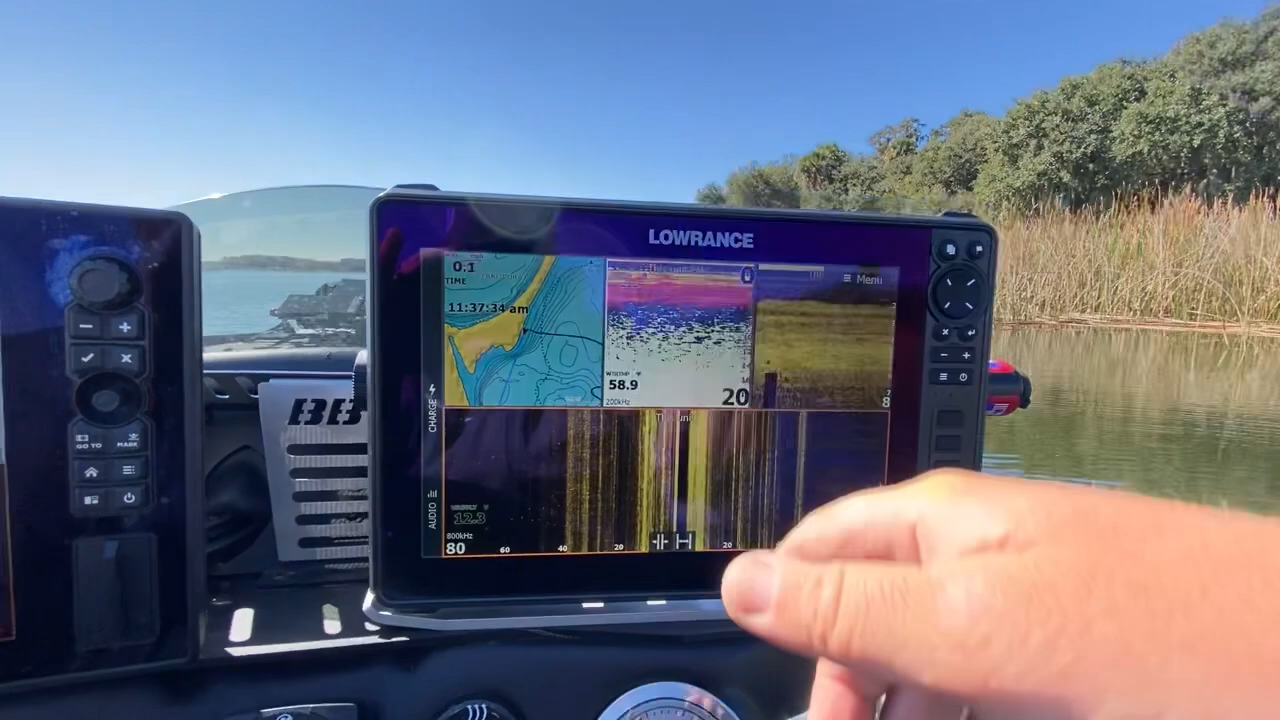 LOWRANCE
0.1
TIME
11:37:34 am
Menu
WTRTMP °F
58.9
200kHz
20
8
CHARGE
AUDIO
12.3
800kHz
80
60
40
20
20
GO TO
MARK
BB